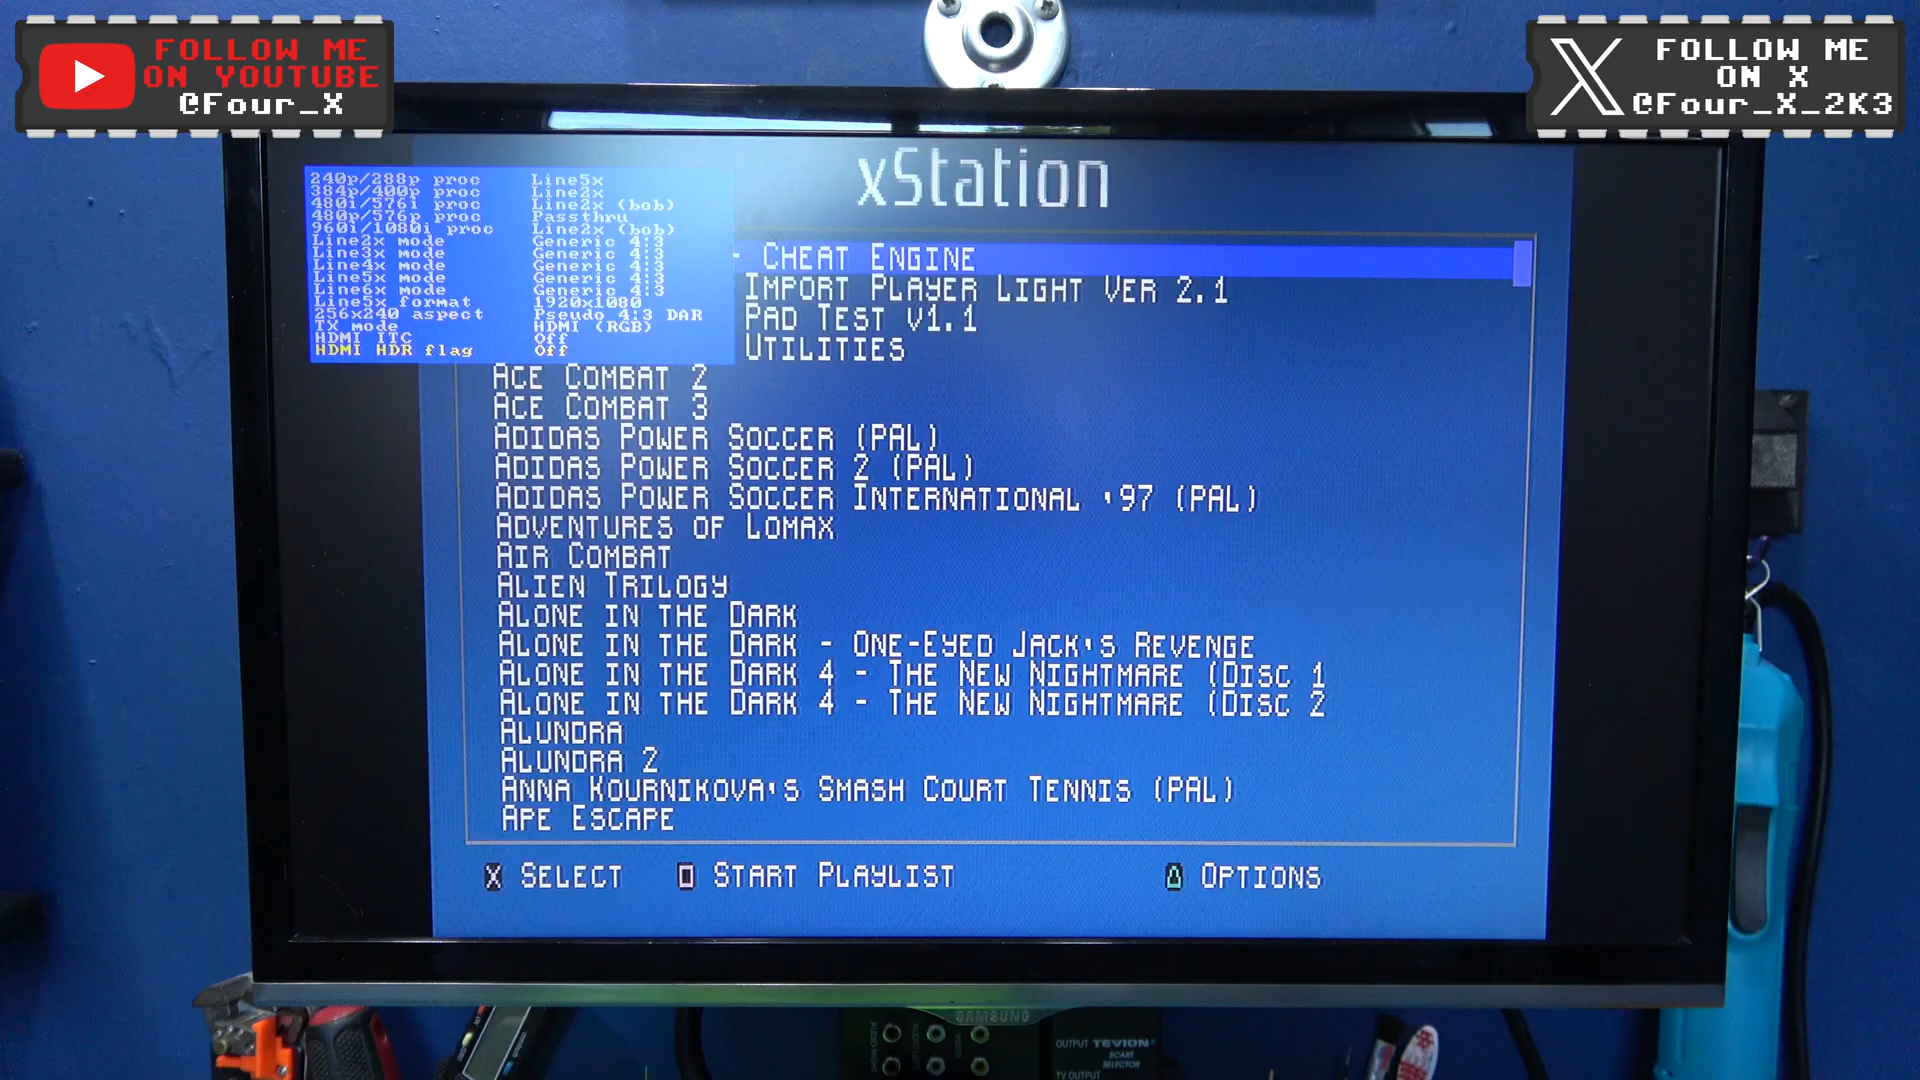 FOLLOW ME
ON YOUTUBE
@Four_X
FOLLOW ME
ON X
@Four_X_2K3
xStation
240p/288p proc Line5x
384p/400p proc Line2x
480i/576i proc Line2x (bob)
480p/576p proc Passthru
960i/1080i proc Line2x (bob)
Line2x mode Generic 4:3
Line3x mode Generic 4:3
Line4x mode Generic 4:3
Line5x mode Generic 4:3
Line6x mode Generic 4:3
Line5x format 1920x1080
256x240 aspect Pseudo 4:3 DAR
TX mode HDMI (RGB)
HDMI ITC Off
HDMI HDR flag Off
- CHEAT ENGINE
IMPORT PLAYER LIGHT VER 2.1
PAD TEST V1.1
UTILITIES
ACE COMBAT 2
ACE COMBAT 3
ADIDAS POWER SOCCER (PAL)
ADIDAS POWER SOCCER 2 (PAL)
ADIDAS POWER SOCCER INTERNATIONAL '97 (PAL)
ADVENTURES OF LOMAX
AIR COMBAT
ALIEN TRILOGY
ALONE IN THE DARK
ALONE IN THE DARK - ONE-EYED JACK'S REVENGE
ALONE IN THE DARK 4 - THE NEW NIGHTMARE (DISC 1
ALONE IN THE DARK 4 - THE NEW NIGHTMARE (DISC 2
ALUNDRA
ALUNDRA 2
ANNA KOURNIKOVA'S SMASH COURT TENNIS (PAL)
APE ESCAPE
X SELECT START PLAYLIST OPTIONS
SAMSUNG
OUTPUT TEVION
SCART
SELECTOR
TV OUTPUT